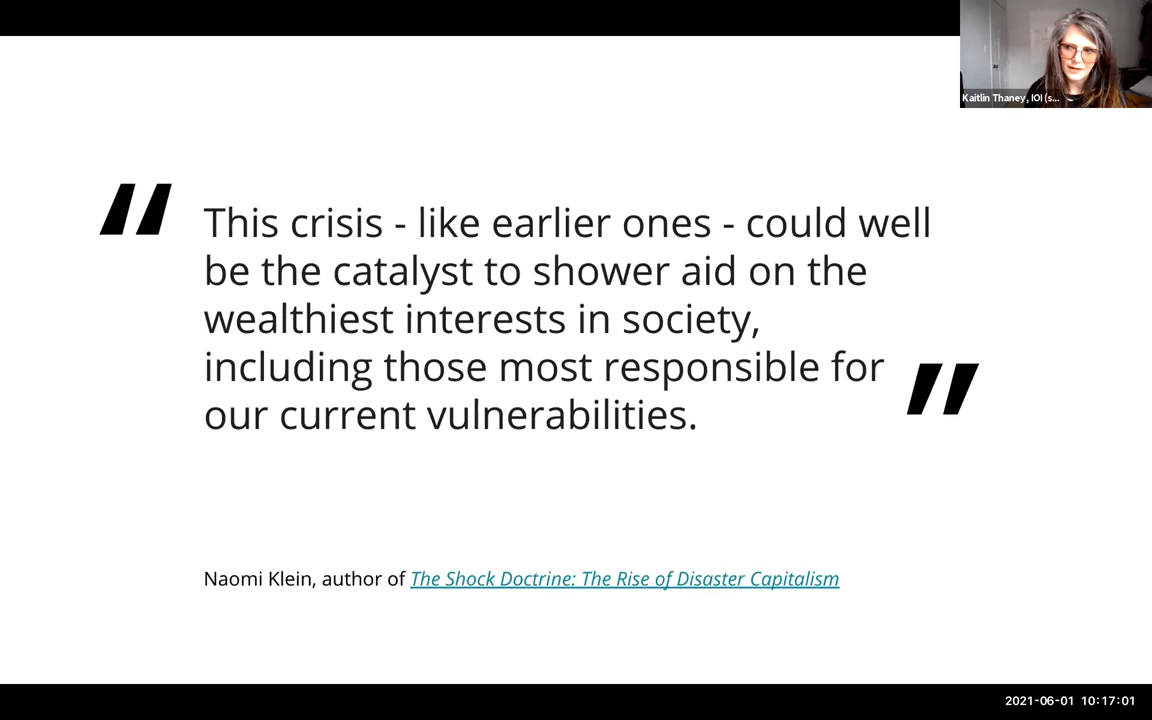 Kaitlin Thaney, IOI (s...
“
This crisis - like earlier ones - could well
be the catalyst to shower aid on the
wealthiest interests in society,
including those most responsible for
our current vulnerabilities.
”
Naomi Klein, author of The Shock Doctrine: The Rise of Disaster Capitalism
2021-06-01 10:17:01